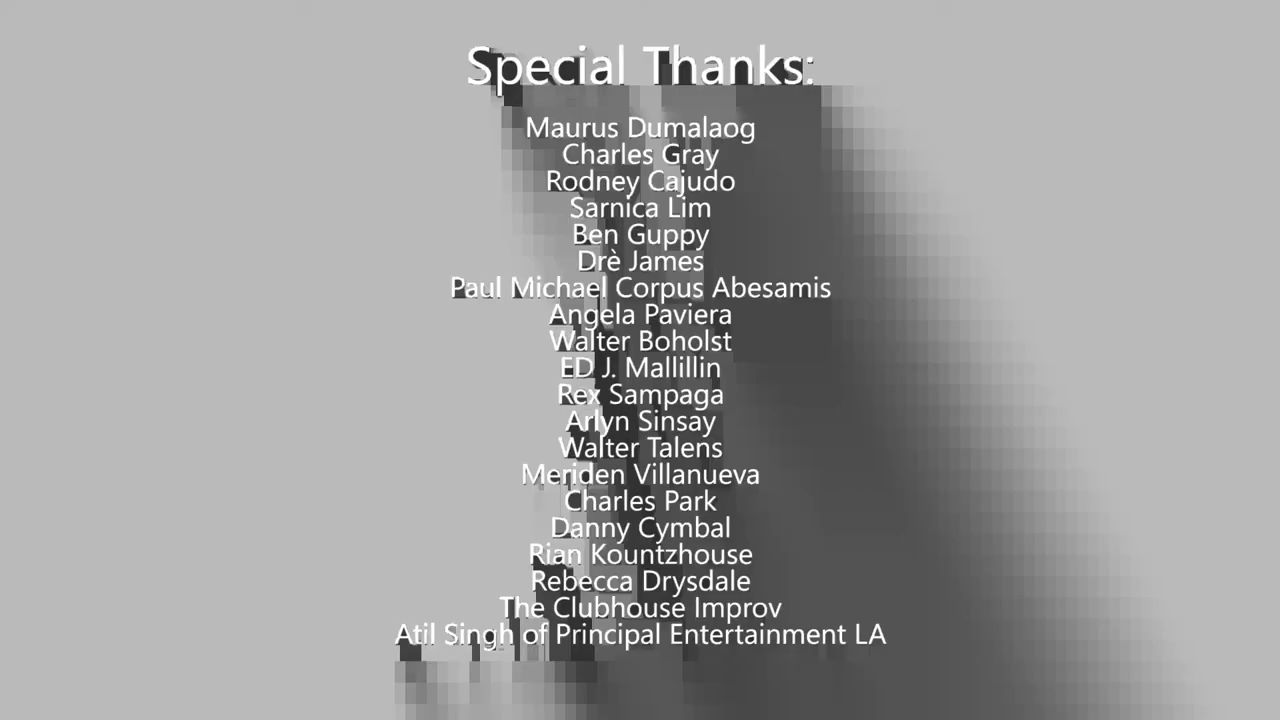 Special Thanks:
Maurus Dumalaog
Charles Gray
Rodney Cajudo
Sarnica Lim
Ben Guppy
Drè James
Paul Michael Corpus Abesamis
Angela Paviera
Walter Boholst
ED J. Mallillin
Rex Sampaga
Arlyn Sinsay
Walter Talens
Meriden Villanueva
Charles Park
Danny Cymbal
Rian Kountzhouse
Rebecca Drysdale
The Clubhouse Improv
Atil Singh of Principal Entertainment LA